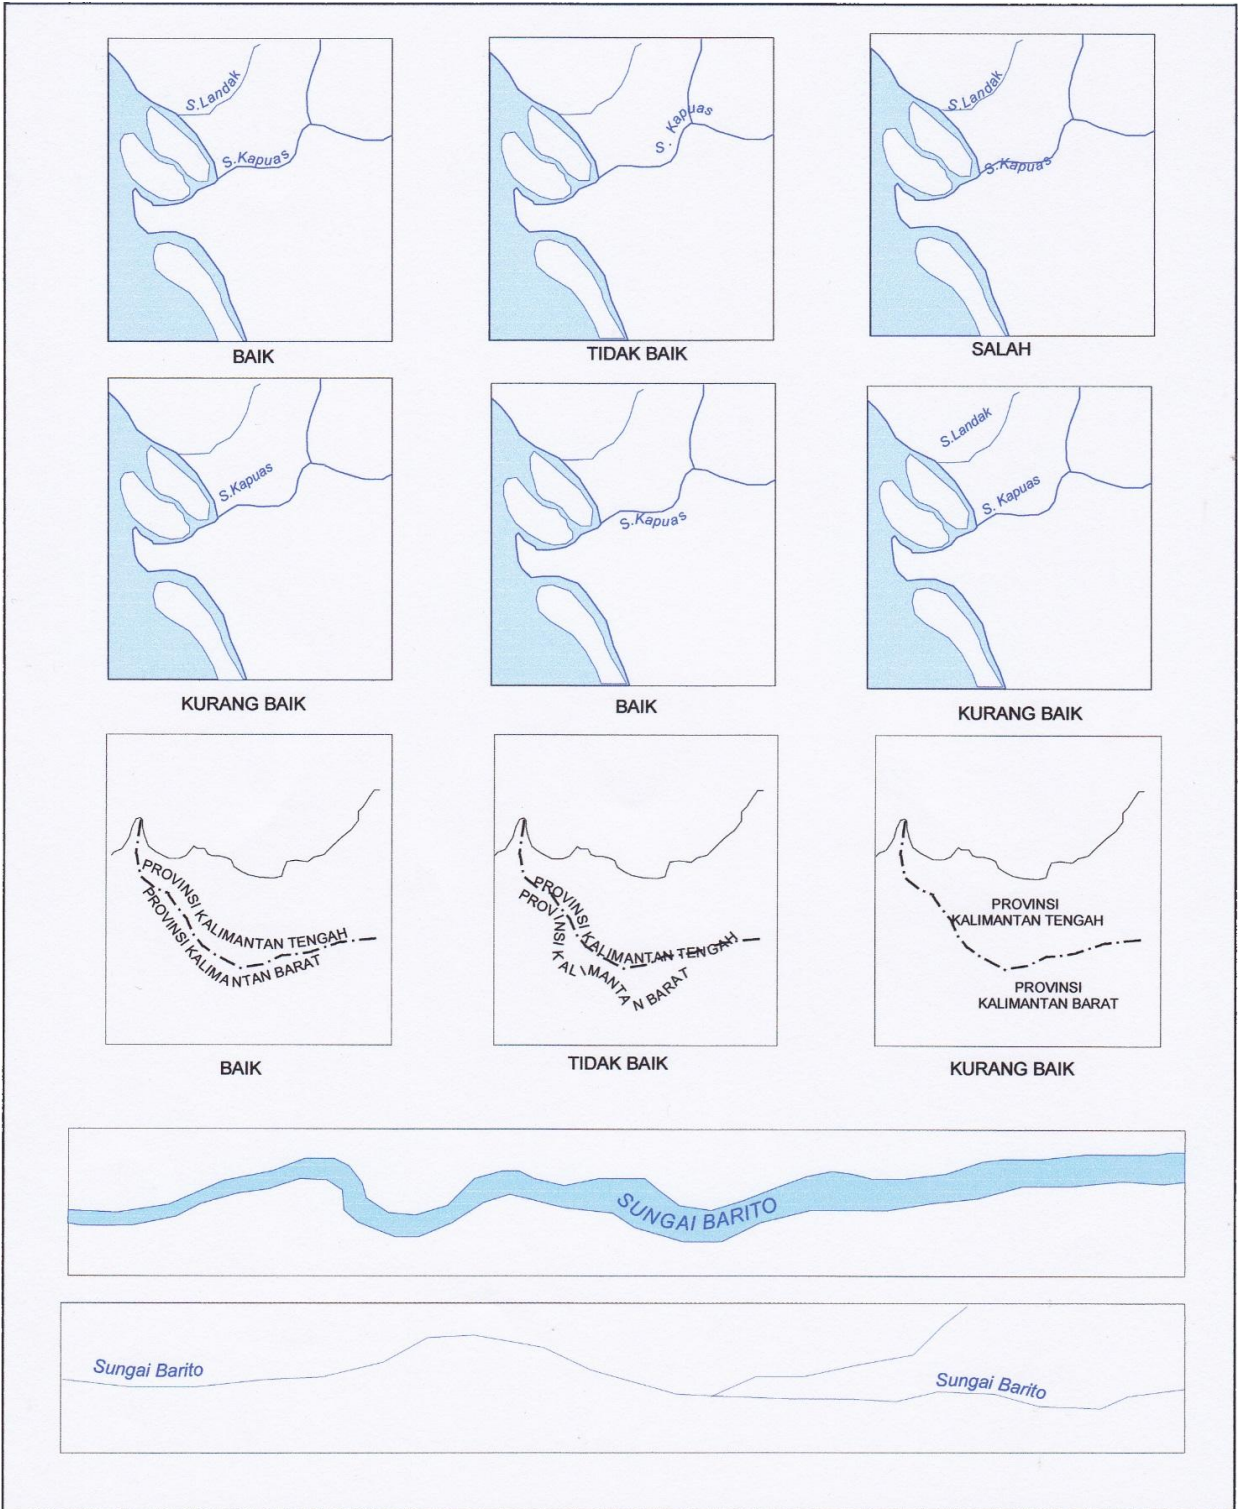 S.Landak
S.Kapuas
BAIK
S. Kapuas
TIDAK BAIK
S.Landak
S.Kapuas
SALAH
S.Kapuas
KURANG BAIK
S.Kapuas
BAIK
S.Landak
S. Kapuas
KURANG BAIK
PROVINSI KALIMANTAN TENGAH
PROVINSI KALIMANTAN BARAT
BAIK
PROVINSI KALIMANTAN TENGAH
PROVINSI KALIMANTAN BARAT
TIDAK BAIK
PROVINSI
KALIMANTAN TENGAH
PROVINSI
KALIMANTAN BARAT
KURANG BAIK
SUNGAI BARITO
Sungai Barito
Sungai Barito